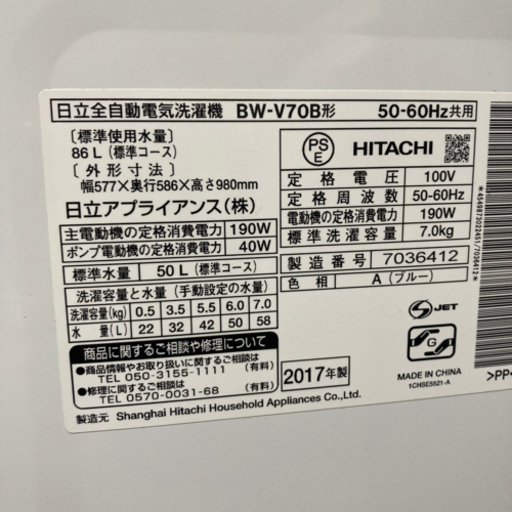 日立全自動電気洗濯機 BW-V70B形 50-60Hz共用
〔標準使用水量〕
86L（標準コース）
〔外形寸法〕
幅577×奥行586×高さ980mm
日立アプライアンス（株）
主電動機の定格消費電力 190W
ポンプ電動機の定格消費電力 40W
標準水量 50L（標準コース）
洗濯容量と水量（手動設定の水量）
洗濯容量(kg) 0.5 3.5 5.5 6.0 7.0
水量(L) 22 32 42 50 58
商品に関するご相談や修理について
●商品情報やお取り扱いに関するご相談
TEL 050-3155-1111（有料）
●修理に関するご相談
TEL 0570-0031-68（有料）
製造元 Shanghai Hitachi Household Appliances Co.,Ltd.
PS
E
HITACHI
定格電圧 100V
定格周波数 50-60Hz
電動機の定格消費電力 190W
標準洗濯容量 7.0kg
製造番号 7036412
色相 A（ブルー）
2017年製
JET
G
MADE IN CHINA
1CHSE5521-A
>PP